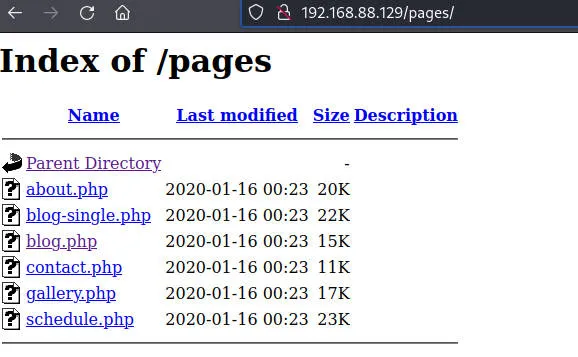 192.168.88.129/pages/
Index of /pages
Name Last modified Size Description
Parent Directory -
about.php 2020-01-16 00:23 20K
blog-single.php 2020-01-16 00:23 22K
blog.php 2020-01-16 00:23 15K
contact.php 2020-01-16 00:23 11K
gallery.php 2020-01-16 00:23 17K
schedule.php 2020-01-16 00:23 23K